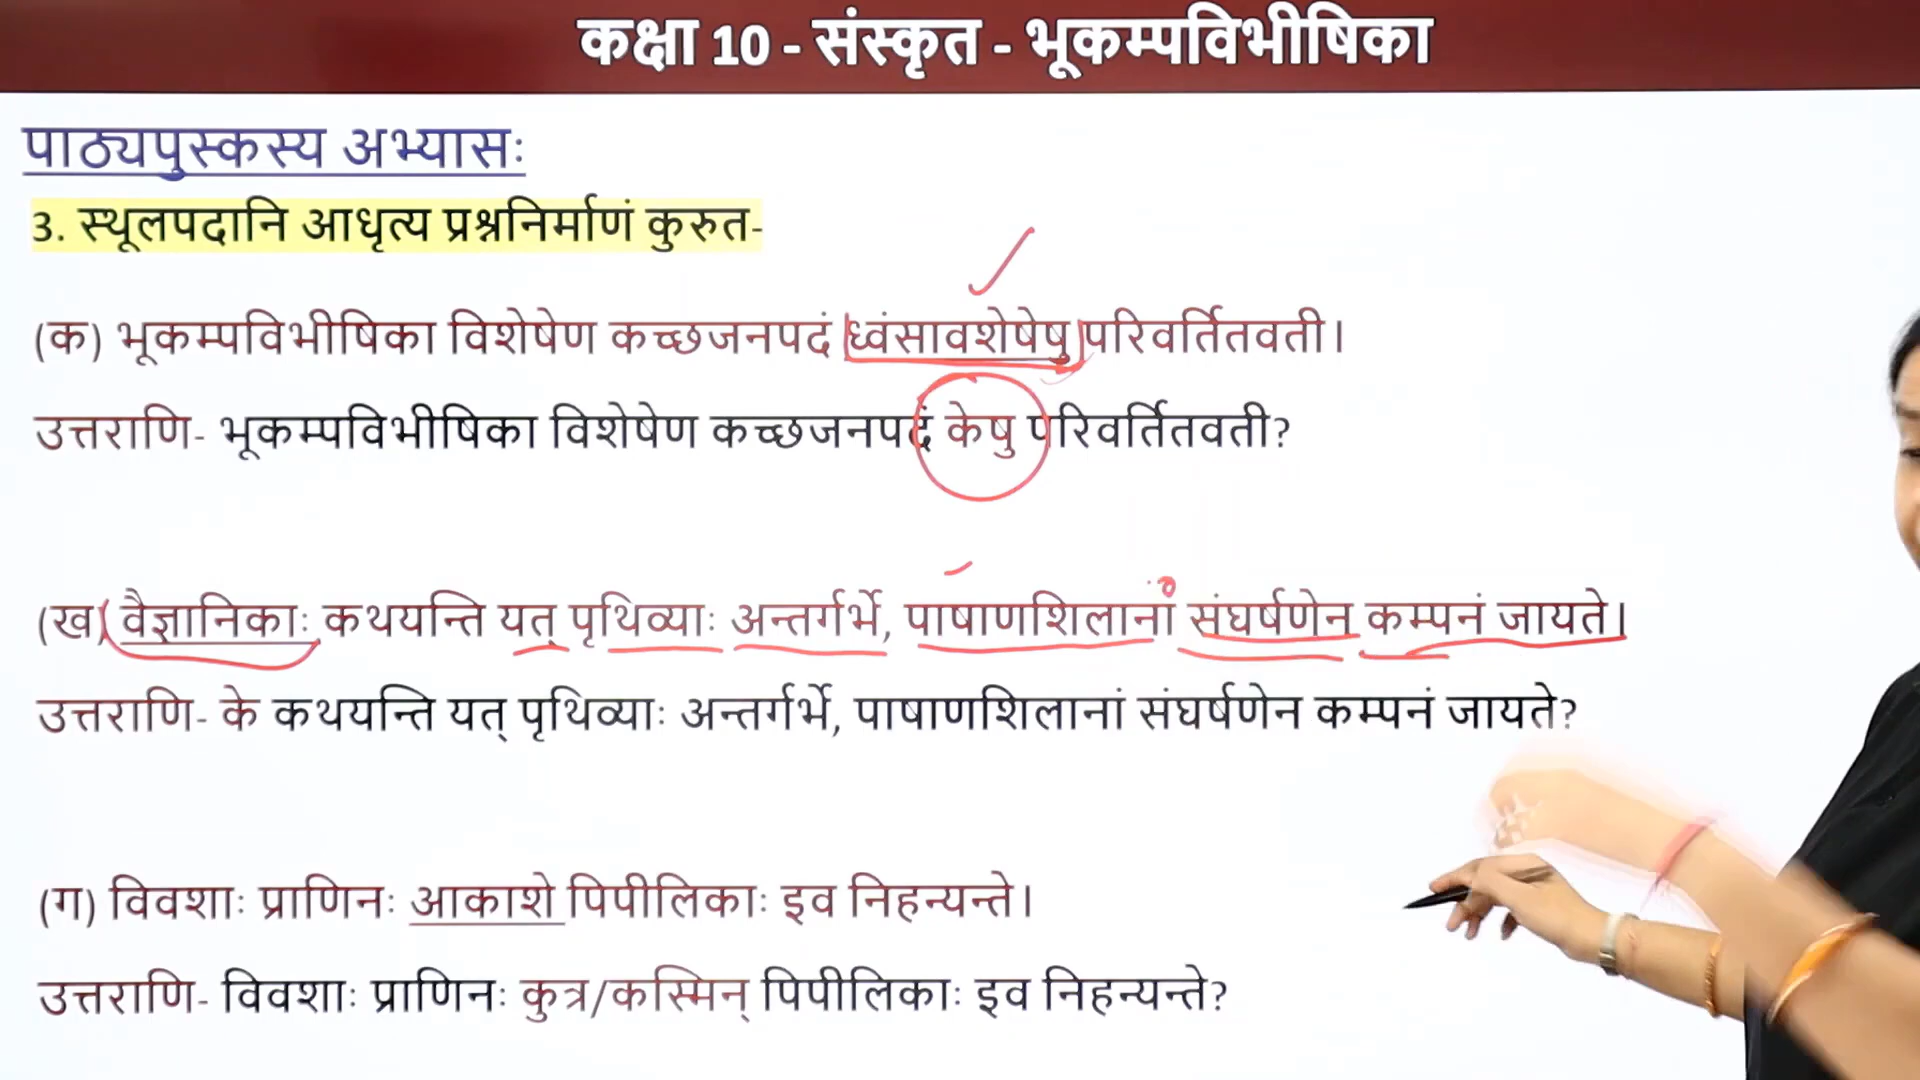 कक्षा 10 - संस्कृत - भूकम्पविभीषिका
पाठ्यपुस्कस्य अभ्यासः
3. स्थूलपदानि आधृत्य प्रश्ननिर्माणं कुरुत-
(क) भूकम्पविभीषिका विशेषेण कच्छजनपदं ध्वंसावशेषेषु परिवर्तितवती।
उत्तराणि- भूकम्पविभीषिका विशेषेण कच्छजनपदं केषु परिवर्तितवती?
(ख) वैज्ञानिकाः कथयन्ति यत् पृथिव्याः अन्तर्गर्भे, पाषाणशिलानां संघर्षणेन कम्पनं जायते।
उत्तराणि- के कथयन्ति यत् पृथिव्याः अन्तर्गर्भे, पाषाणशिलानां संघर्षणेन कम्पनं जायते?
(ग) विवशाः प्राणिनः आकाशे पिपीलिकाः इव निहन्यन्ते।
उत्तराणि- विवशाः प्राणिनः कुत्र/कस्मिन् पिपीलिकाः इव निहन्यन्ते?